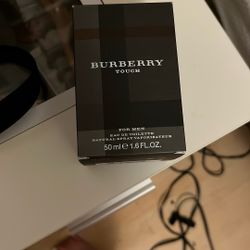 BURBERRY
TOUCH
FOR MEN
EAU DE TOILETTE
NATURAL SPRAY VAPORISATEUR
50 ml ℮ 1.6 FL.OZ.